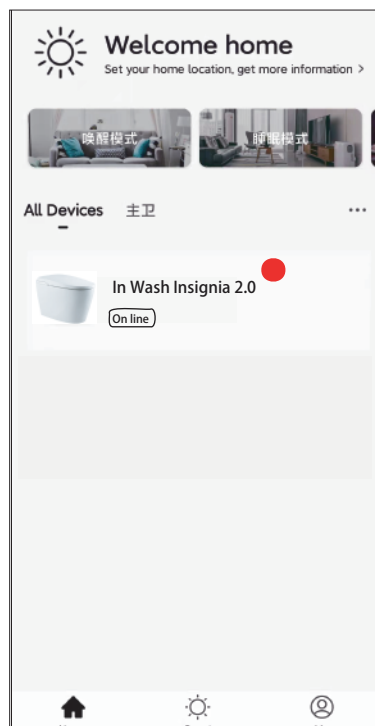 Welcome home
Set your home location, get more information >
唤醒模式
睡眠模式
All Devices 主卫 ...
In Wash Insignia 2.0
On line